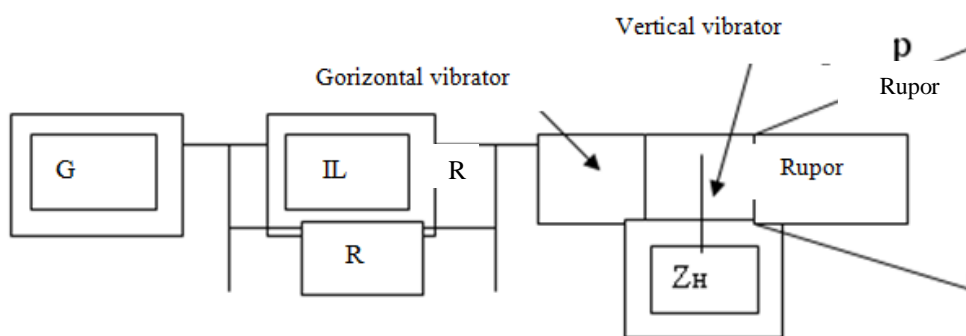 Vertical vibrator
p
Gorizontal vibrator
Rupor
G
IL
R
Rupor
R
Zн